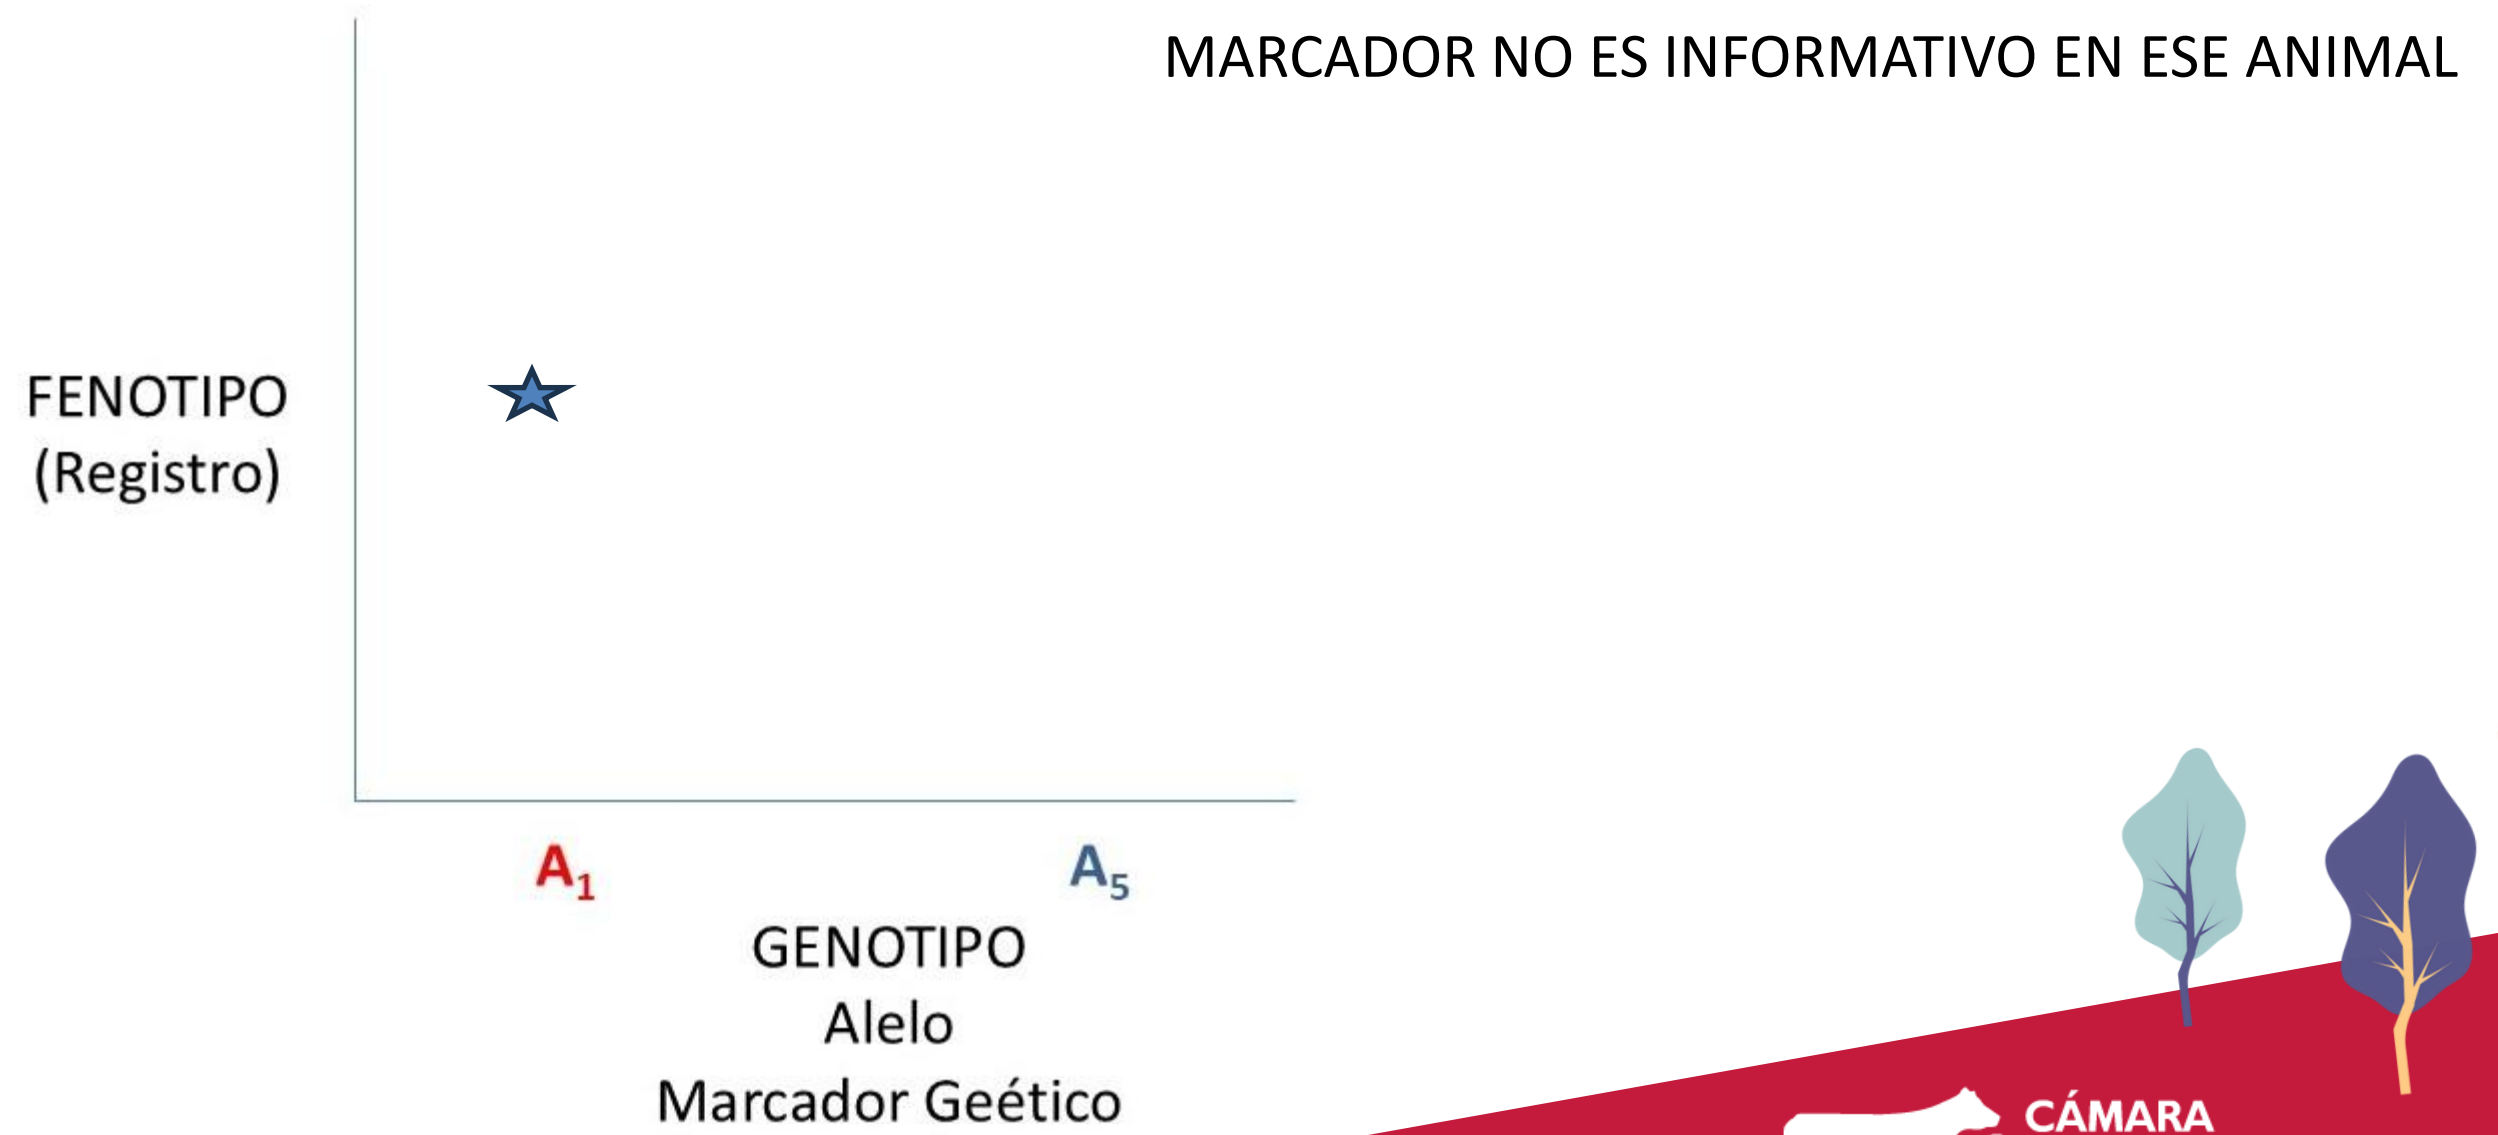 MARCADOR NO ES INFORMATIVO EN ESE ANIMAL
FENOTIPO
(Registro)
A₁
A₅
GENOTIPO
Alelo
Marcador Geético
CÁMARA